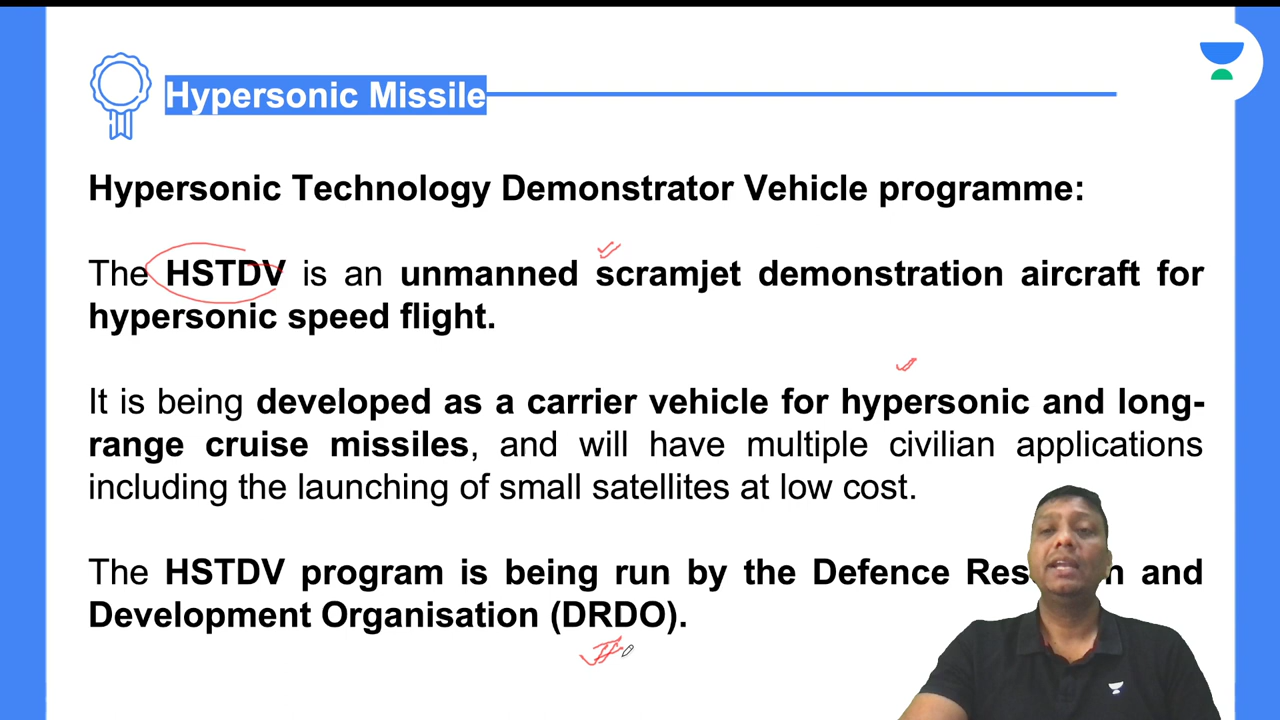 Hypersonic Missile
Hypersonic Technology Demonstrator Vehicle programme:
The HSTDV is an unmanned scramjet demonstration aircraft for
hypersonic speed flight.
It is being developed as a carrier vehicle for hypersonic and long-
range cruise missiles, and will have multiple civilian applications
including the launching of small satellites at low cost.
The HSTDV program is being run by the Defence and
Development Organisation (DRDO).